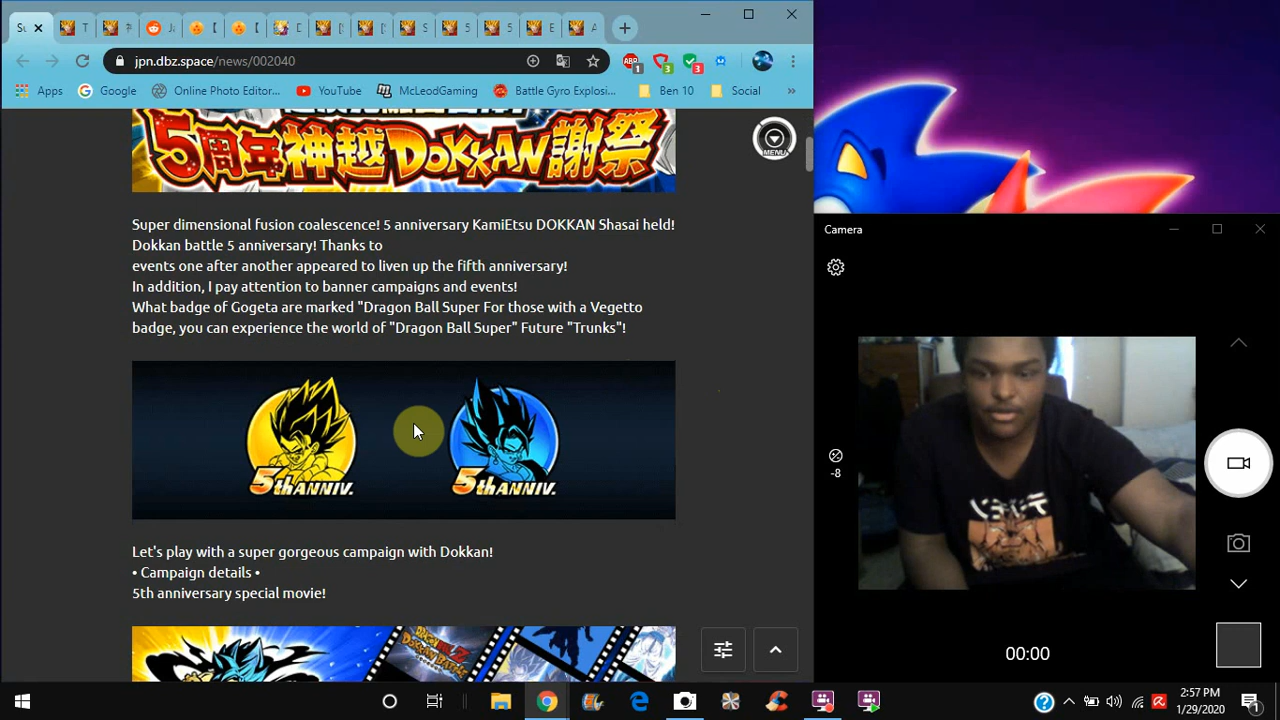 jpn.dbz.space/news/002040
Apps Google Online Photo Editor... YouTube McLeodGaming Battle Gyro Explosi... Ben 10 Social »
5周年神越DOKKAN謝祭
MENU
Super dimensional fusion coalescence! 5 anniversary KamiEtsu DOKKAN Shasai held!
Dokkan battle 5 anniversary! Thanks to
events one after another appeared to liven up the fifth anniversary!
In addition, I pay attention to banner campaigns and events!
What badge of Gogeta are marked "Dragon Ball Super For those with a Vegetto
badge, you can experience the world of "Dragon Ball Super" Future "Trunks"!
5thANNIV. 5thANNIV.
Let's play with a super gorgeous campaign with Dokkan!
• Campaign details •
5th anniversary special movie!
Camera
-8
00:00
2:57 PM
1/29/2020